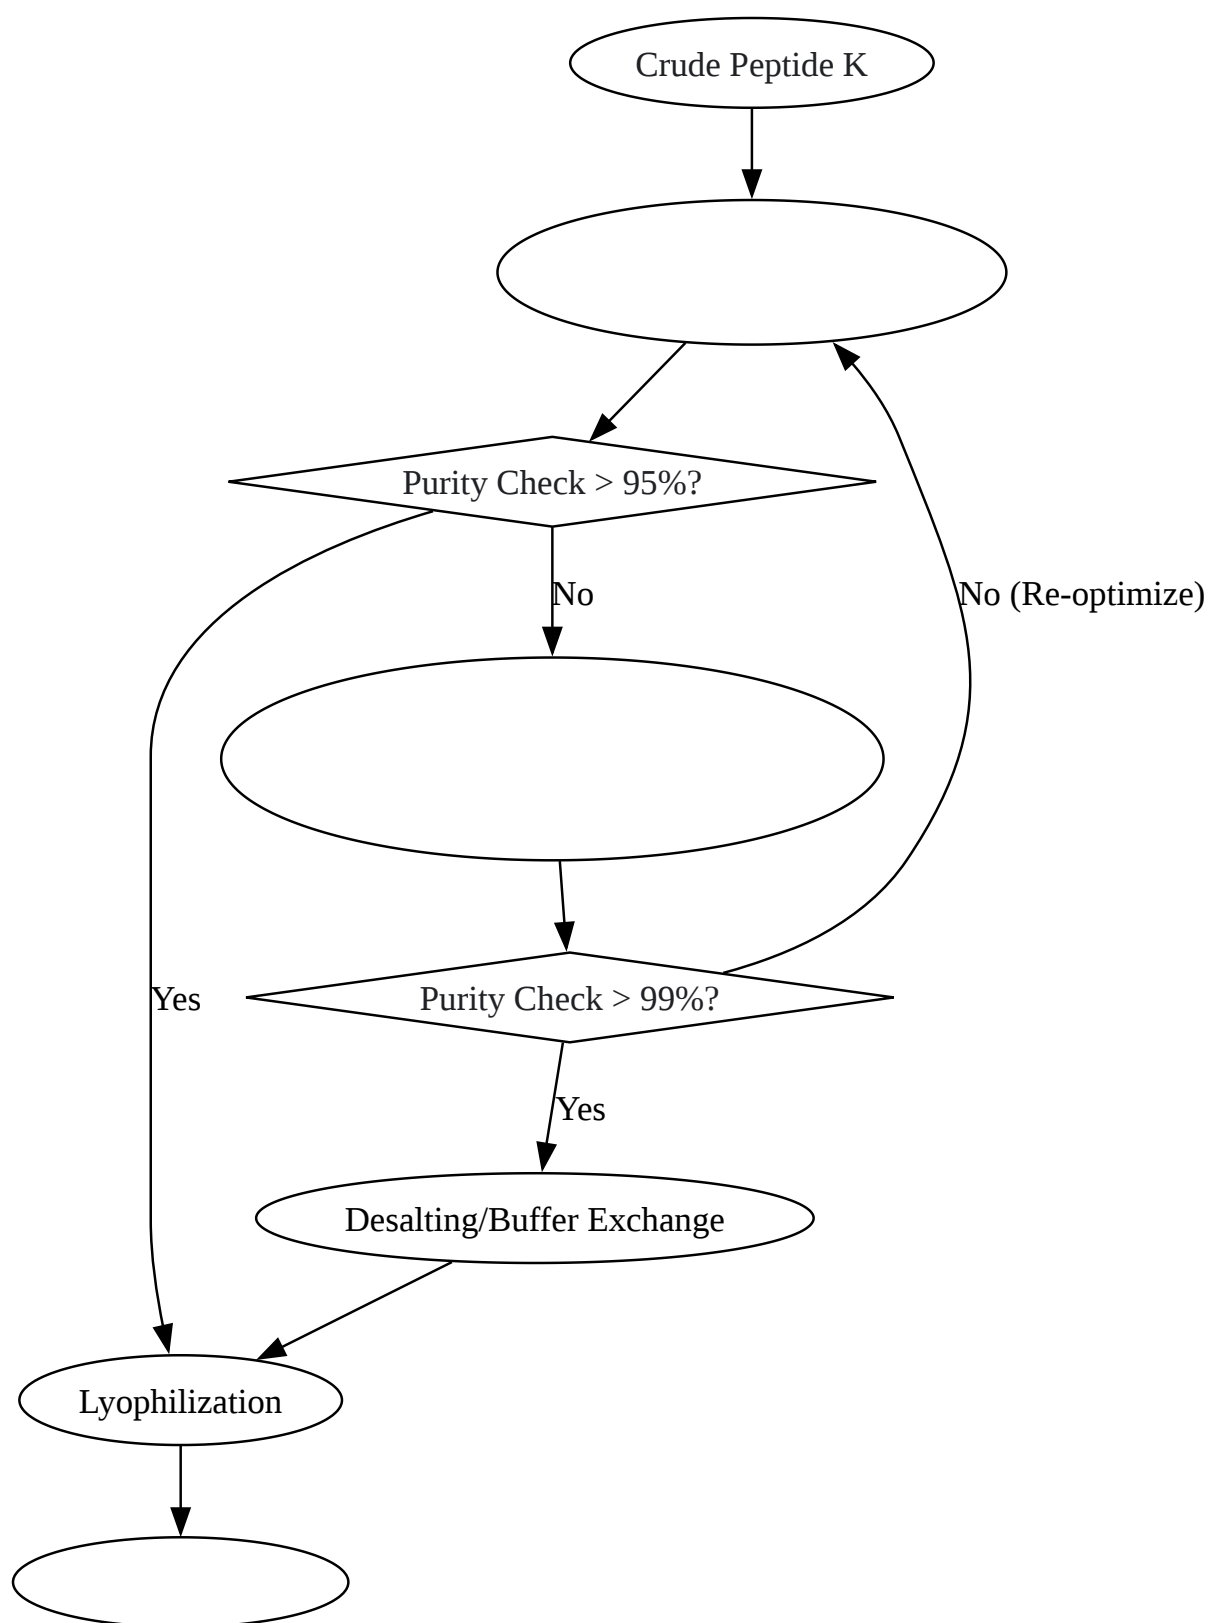 Crude Peptide K
Purity Check > 95%?
No
No (Re-optimize)
Yes
Purity Check > 99%?
Yes
Desalting/Buffer Exchange
Lyophilization